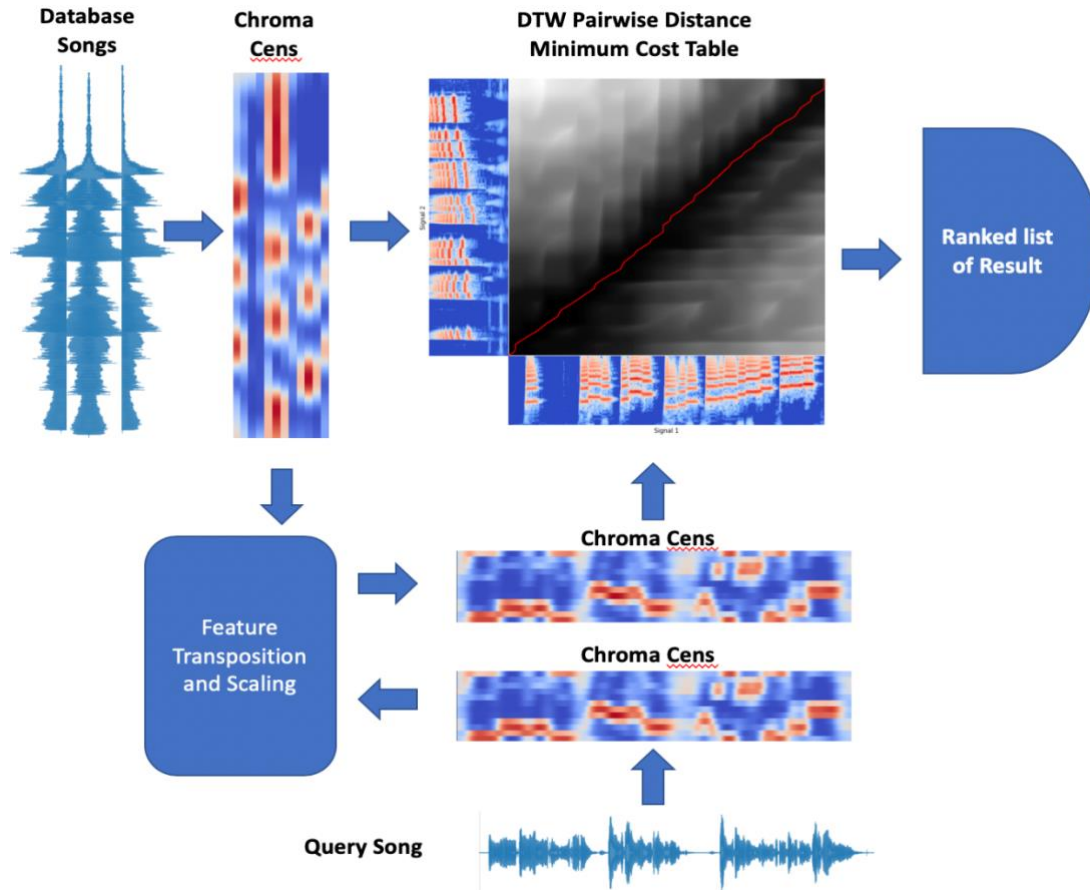 Database
Songs
Chroma
Cens
DTW Pairwise Distance
Minimum Cost Table
Signal 2
Signal 1
Ranked list
of Result
Feature
Transposition
and Scaling
Chroma Cens
Chroma Cens
Query Song